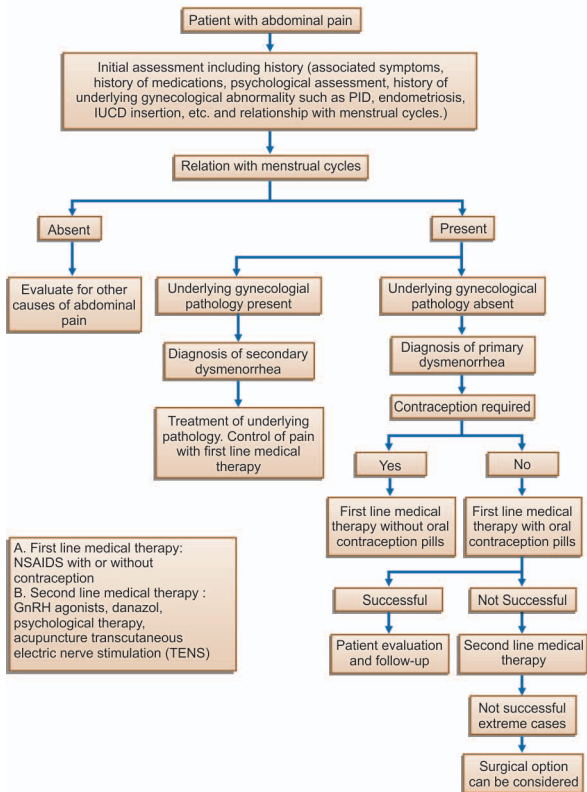 Patient with abdominal pain
Initial assessment including history (associated symptoms,
history of medications, psychological assessment, history of
underlying gynecological abnormality such as PID, endometriosis,
IUCD insertion, etc. and relationship with menstrual cycles.)
Relation with menstrual cycles
Absent
Present
Evaluate for other
causes of abdominal
pain
Underlying gynecologial
pathology present
Underlying gynecological
pathology absent
Diagnosis of secondary
dysmenorrhea
Diagnosis of primary
dysmenorrhea
Treatment of underlying
pathology. Control of pain
with first line medical
therapy
Contraception required
Yes
No
First line medical
therapy without oral
contraception pills
First line medical
therapy with oral
contraception pills
A. First line medical therapy:
NSAIDS with or without
contraception
B. Second line medical therapy :
GnRH agonists, danazol,
psychological therapy,
acupuncture transcutaneous
electric nerve stimulation (TENS)
Successful
Not Successful
Patient evaluation
and follow-up
Second line medical
therapy
Not successful
extreme cases
Surgical option
can be considered